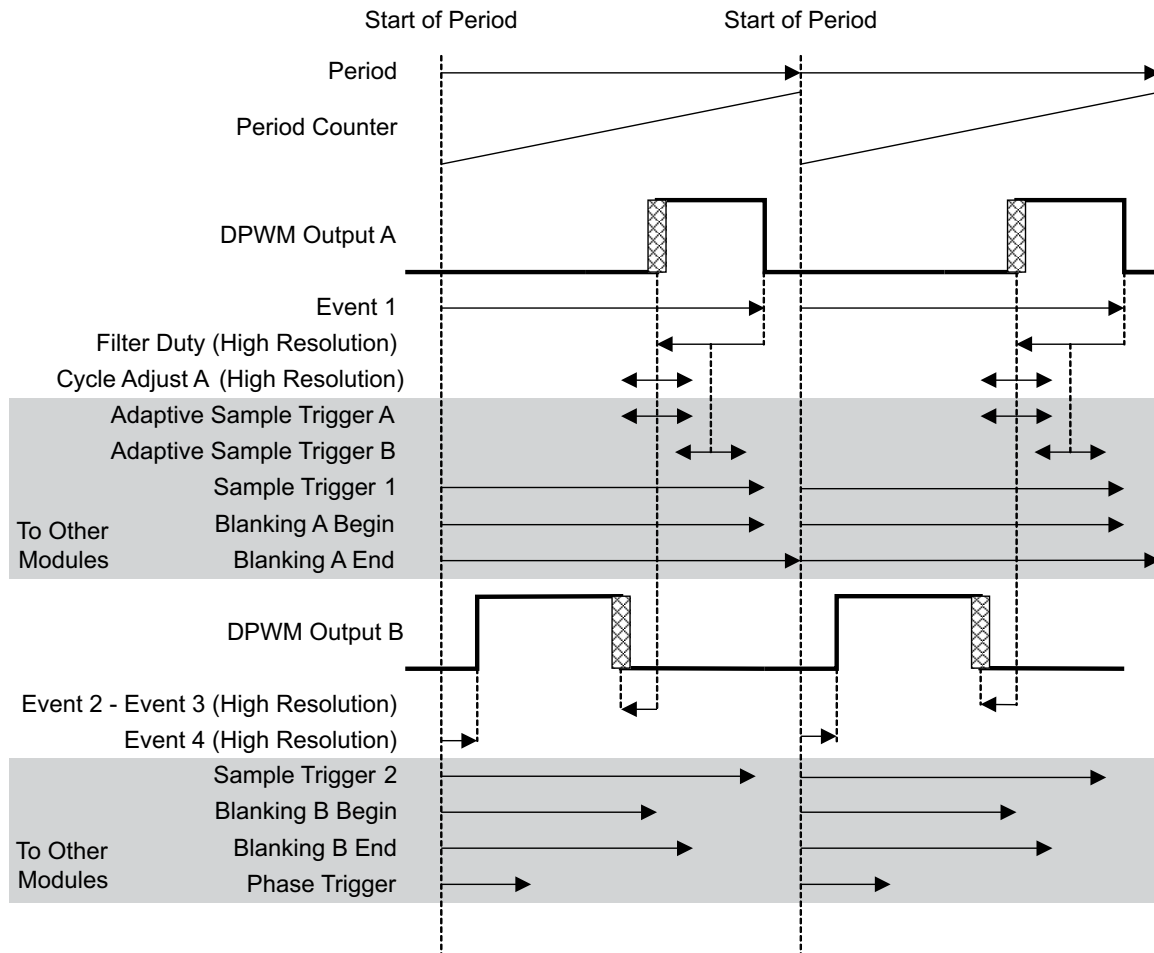 Start of Period
Start of Period
Period
Period Counter
DPWM Output A
Event 1
Filter Duty (High Resolution)
Cycle Adjust A (High Resolution)
Adaptive Sample Trigger A
Adaptive Sample Trigger B
Sample Trigger 1
Blanking A Begin
Blanking A End
To Other
Modules
DPWM Output B
Event 2 - Event 3 (High Resolution)
Event 4 (High Resolution)
Sample Trigger 2
Blanking B Begin
Blanking B End
Phase Trigger
To Other
Modules